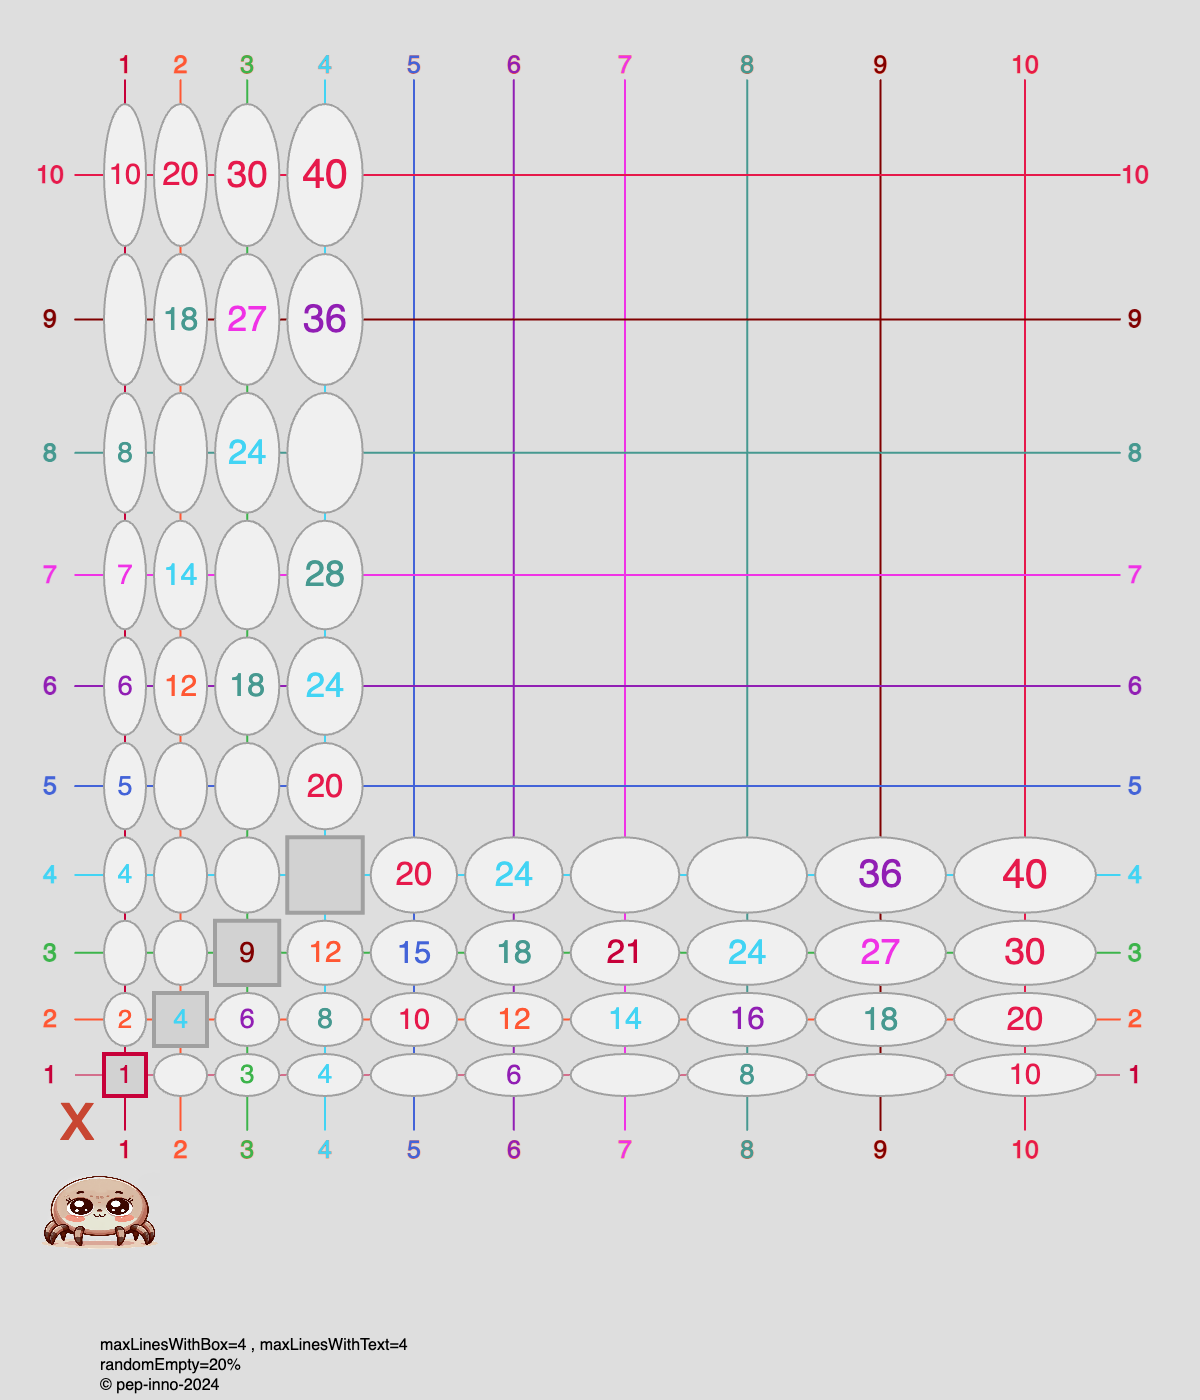 1 2 3 4 5 6 7 8 9 10
10 10 20 30 40 10
9 18 27 36 9
8 8 24 8
7 7 14 28 7
6 6 12 18 24 6
5 5 20 5
4 4 20 24 36 40 4
3 9 12 15 18 21 24 27 30 3
2 2 4 6 8 10 12 14 16 18 20 2
1 1 3 4 6 8 10 1
X
1 2 3 4 5 6 7 8 9 10
maxLinesWithBox=4 , maxLinesWithText=4
randomEmpty=20%
© pep-inno-2024